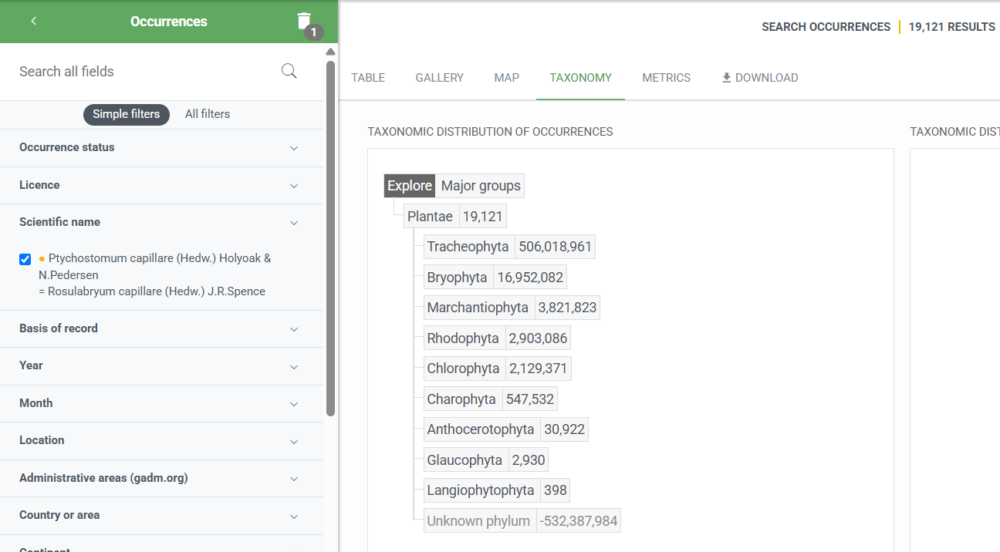 Occurrences
1
Search all fields
Simple filters All filters
Occurrence status
Licence
Scientific name
Ptychostomum capillare (Hedw.) Holyoak &
N.Pedersen
= Rosulabryum capillare (Hedw.) J.R.Spence
Basis of record
Year
Month
Location
Administrative areas (gadm.org)
Country or area
Continent
SEARCH OCCURRENCES 19,121 RESULTS
TABLE GALLERY MAP TAXONOMY METRICS DOWNLOAD
TAXONOMIC DISTRIBUTION OF OCCURRENCES
Explore Major groups
Plantae 19,121
Tracheophyta 506,018,961
Bryophyta 16,952,082
Marchantiophyta 3,821,823
Rhodophyta 2,903,086
Chlorophyta 2,129,371
Charophyta 547,532
Anthocerotophyta 30,922
Glaucophyta 2,930
Langiophytophyta 398
Unknown phylum -532,387,984
TAXONOMIC DIST